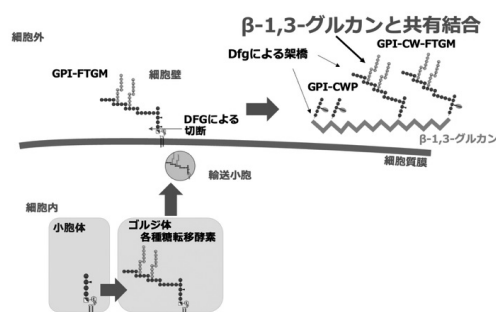 細胞外
β-1,3-グルカンと共有結合
Dfgによる架橋
GPI-CW-FTGM
GPI-FTGM
細胞壁
GPI-CWP
DFGによる
切断
β-1,3-グルカン
細胞質膜
輸送小胞
細胞内
小胞体
ゴルジ体
各種糖転移酵素